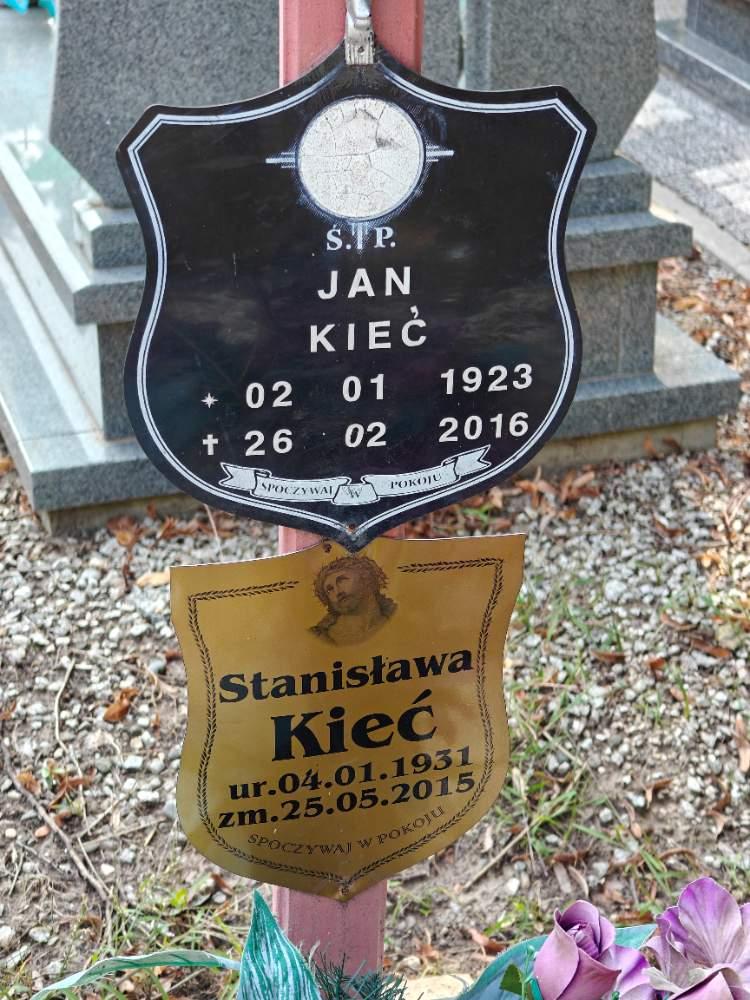 Ś. P.
JAN
KIEĆ
* 02 01 1923
✝ 26 02 2016
SPOCZYWAJ W POKOJU
Stanisława
Kieć
ur.04.01.1931
zm.25.05.2015
SPOCZYWAJ W POKOJU